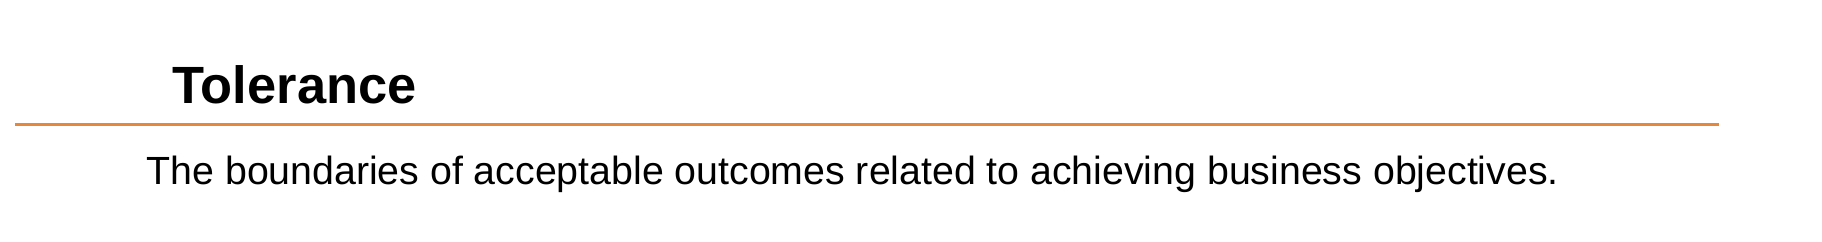 Tolerance
The boundaries of acceptable outcomes related to achieving business objectives.